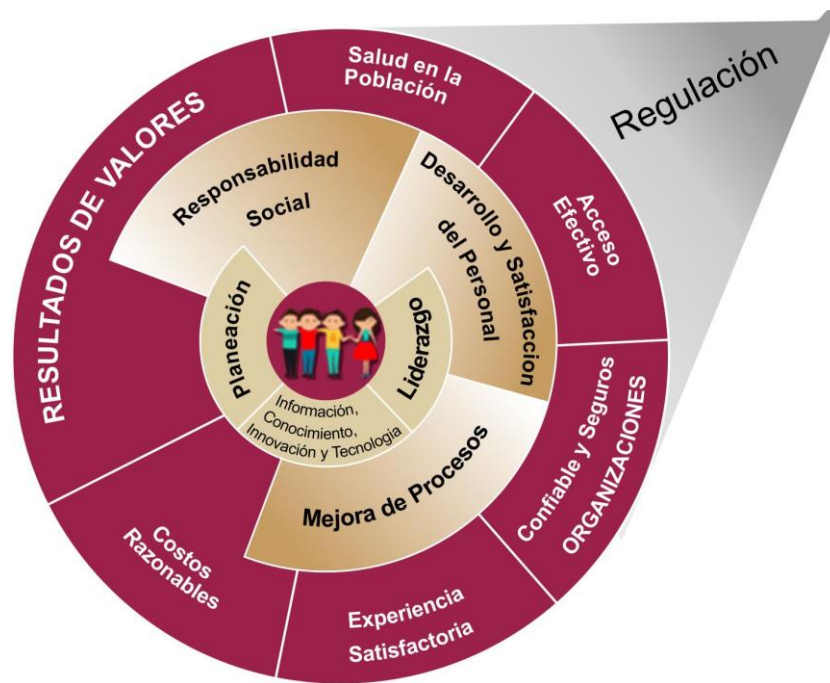 Regulación
RESULTADOS DE VALORES
Salud en la
Población
Acceso
Efectivo
Confiable y Seguros
ORGANIZACIONES
Experiencia
Satisfactoria
Costos
Razonables
Responsabilidad
Social
Desarrollo y Satisfaccion
del Personal
Mejora de Procesos
Planeación
Liderazgo
Información,
Conocimiento,
Innovación y Tecnologia